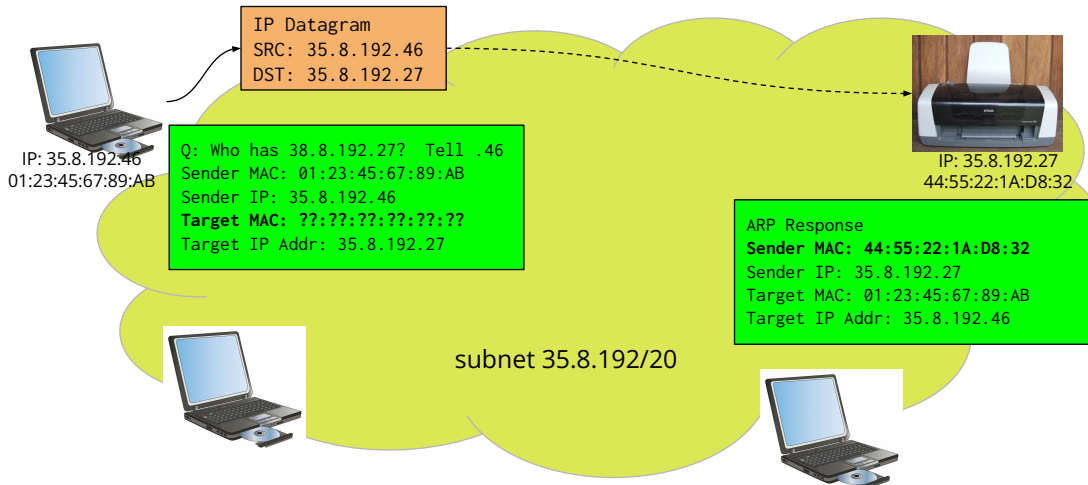 IP Datagram
SRC: 35.8.192.46
DST: 35.8.192.27
IP: 35.8.192.46
01:23:45:67:89:AB
Q: Who has 38.8.192.27?  Tell .46
Sender MAC: 01:23:45:67:89:AB
Sender IP: 35.8.192.46
Target MAC: ??:??:??:??:??:??
Target IP Addr: 35.8.192.27
IP: 35.8.192.27
44:55:22:1A:D8:32
ARP Response
Sender MAC: 44:55:22:1A:D8:32
Sender IP: 35.8.192.27
Target MAC: 01:23:45:67:89:AB
Target IP Addr: 35.8.192.46
subnet 35.8.192/20